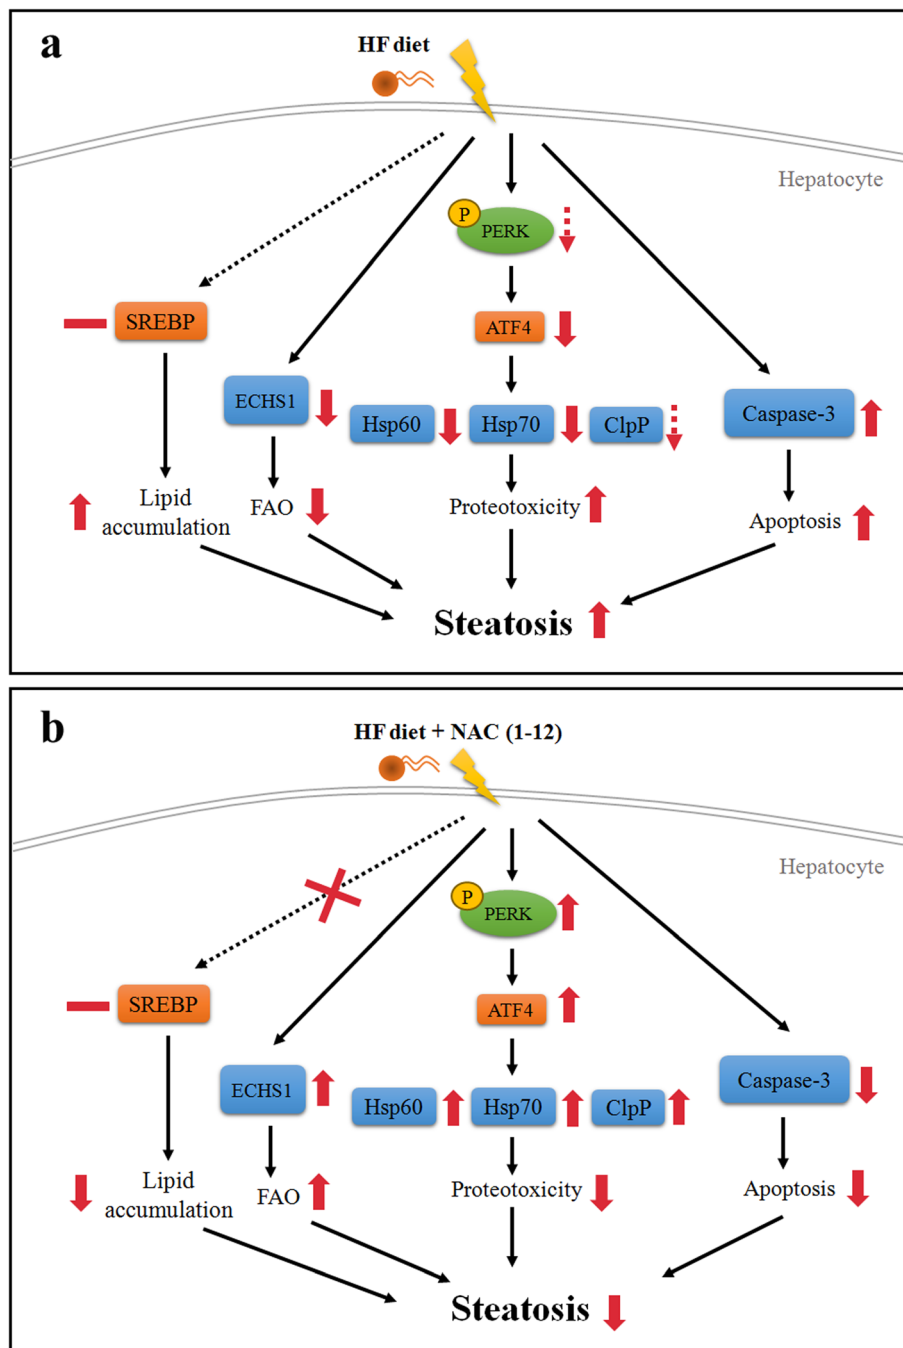 a
HF diet
Hepatocyte
P
PERK
SREBP
ATF4
ECHS1
Hsp60
Hsp70
ClpP
Caspase-3
Lipid
accumulation
FAO
Proteotoxicity
Apoptosis
Steatosis
b
HF diet + NAC (1-12)
Hepatocyte
P
PERK
SREBP
ATF4
ECHS1
Hsp60
Hsp70
ClpP
Caspase-3
Lipid
accumulation
FAO
Proteotoxicity
Apoptosis
Steatosis